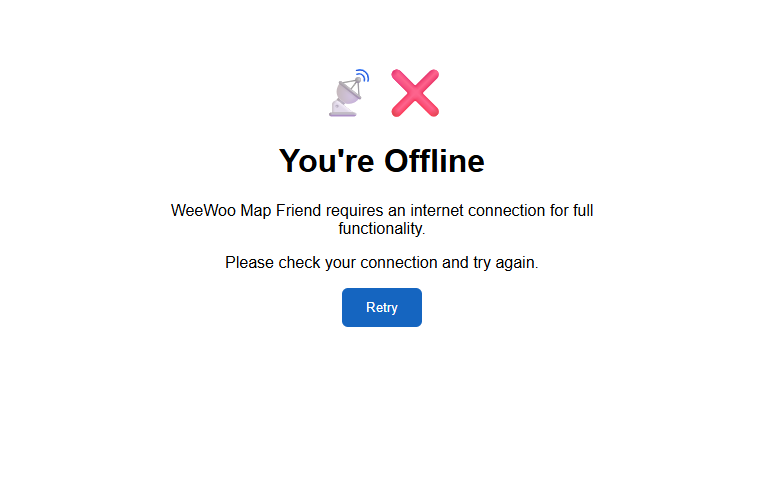 You're Offline
WeeWoo Map Friend requires an internet connection for full
functionality.
Please check your connection and try again.
Retry